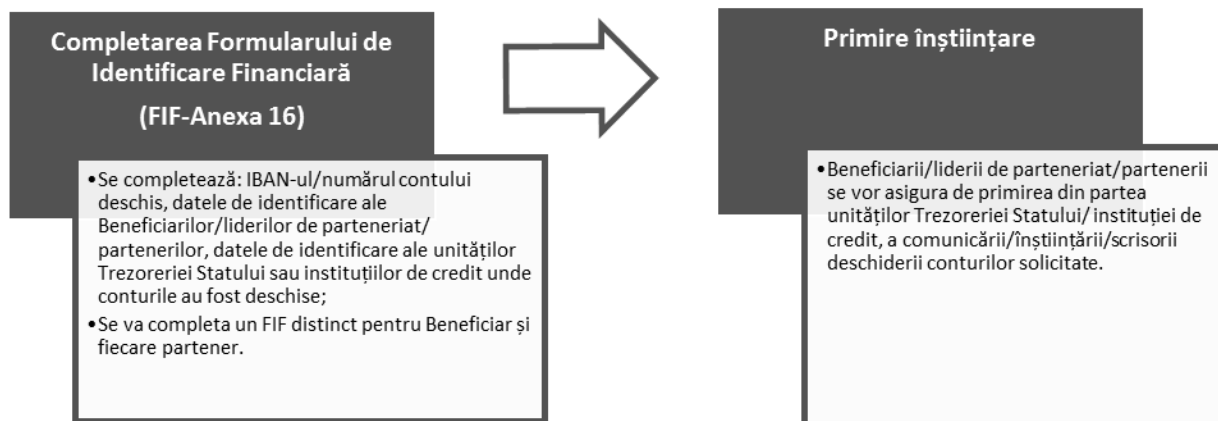 Completarea Formularului de
Identificare Financiară
(FIF-Anexa 16)
•Se completează: IBAN-ul/numărul contului
deschis, datele de identificare ale
Beneficiarilor/liderilor de parteneriat/
partenerilor, datele de identificare ale unităților
Trezoreriei Statului sau instituțiilor de credit unde
conturile au fost deschise;
•Se va completa un FIF distinct pentru Beneficiar și
fiecare partener.
Primire înștiințare
•Beneficiarii/liderii de parteneriat/partenerii
se vor asigura de primirea din partea
unităților Trezoreriei Statului/ instituției de
credit, a comunicării/înștiințării/scrisorii
deschiderii conturilor solicitate.